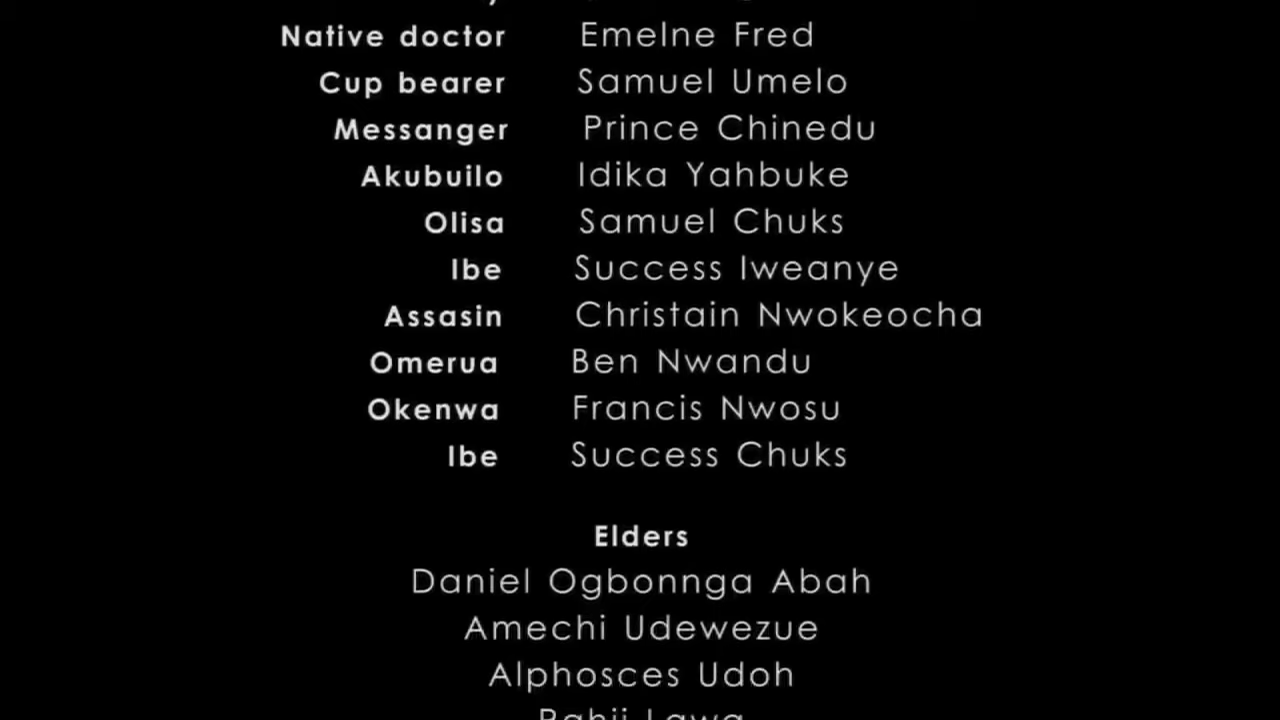 Native doctor Emelne Fred
Cup bearer Samuel Umelo
Messanger Prince Chinedu
Akubuilo Idika Yahbuke
Olisa Samuel Chuks
Ibe Success Iweanye
Assasin Christain Nwokeocha
Omerua Ben Nwandu
Okenwa Francis Nwosu
Ibe Success Chuks
Elders
Daniel Ogbonnga Abah
Amechi Udewezue
Alphosces Udoh